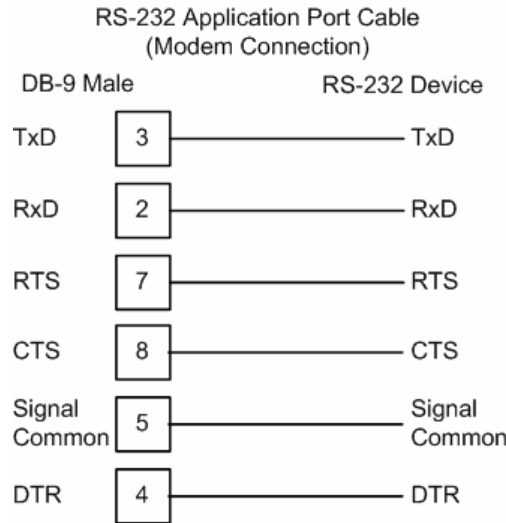 RS-232 Application Port Cable
(Modem Connection)
DB-9 Male RS-232 Device
TxD 3 TxD
RxD 2 RxD
RTS 7 RTS
CTS 8 CTS
Signal Common 5 Signal Common
DTR 4 DTR